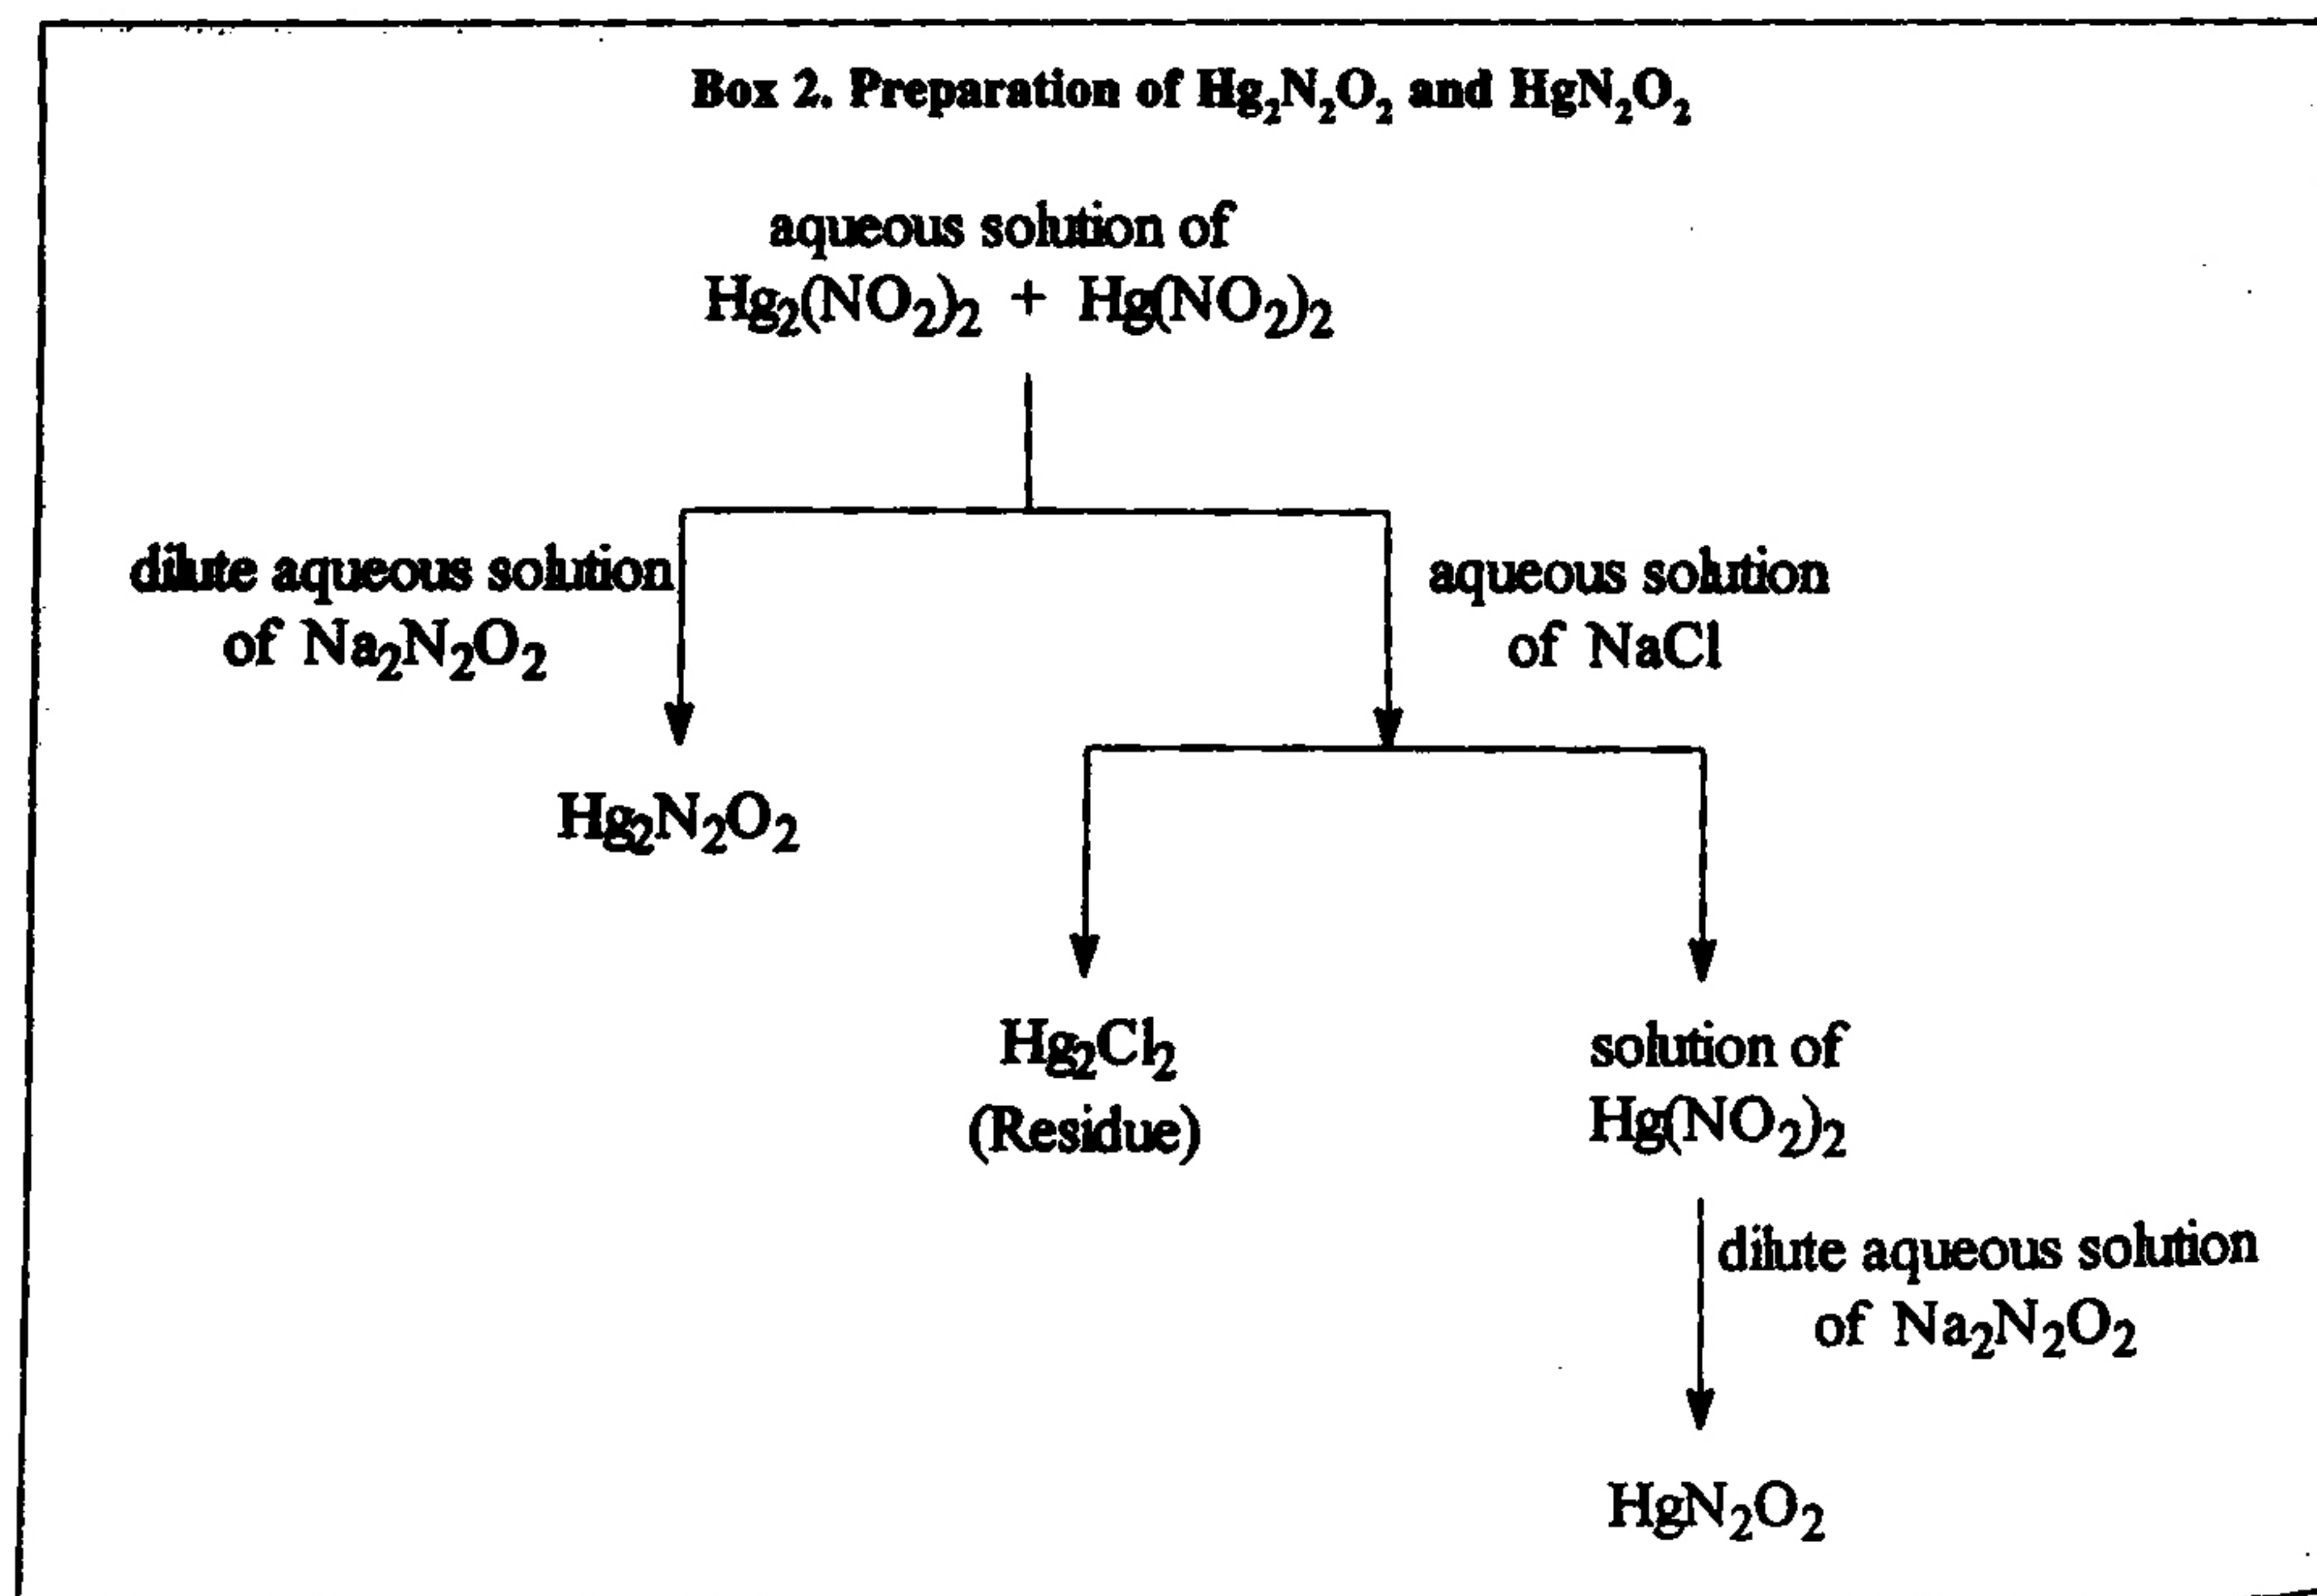 Box 2. Preparation of Hg₂N₂O₂ and HgN₂O₂
aqueous solution of
Hg₂(NO₂)₂ + Hg(NO₂)₂
dilute aqueous solution
of Na₂N₂O₂
aqueous solution
of NaCl
Hg₂N₂O₂
Hg₂Cl₂
(Residue)
solution of
Hg(NO₂)₂
dilute aqueous solution
of Na₂N₂O₂
HgN₂O₂